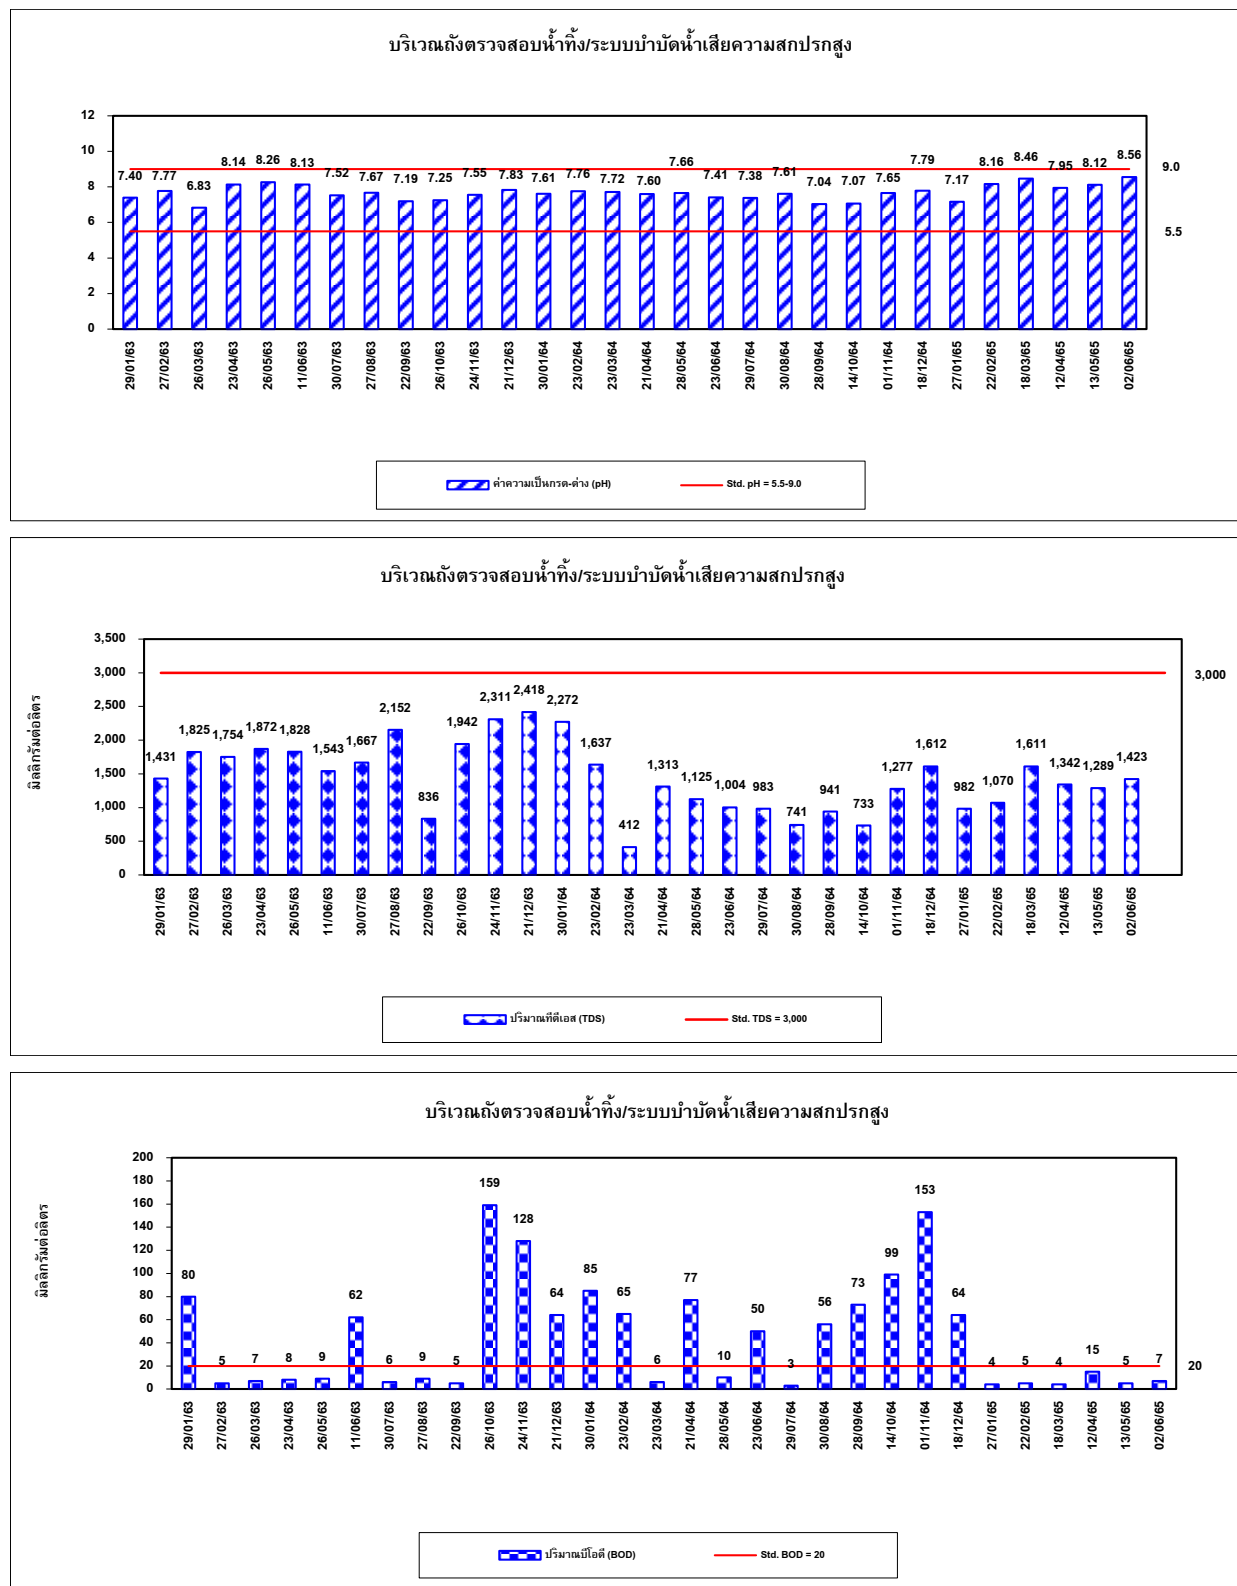 บริเวณถังตรวจสอบน้ำทิ้ง/ระบบบำบัดน้ำเสียความสกปรกสูง
12
10
8
6
4
2
0
7.40 7.77 6.83 8.14 8.26 8.13 7.52 7.67 7.19 7.25 7.55 7.83 7.61 7.76 7.72 7.60 7.66 7.41 7.38 7.61 7.04 7.07 7.65 7.79 7.17 8.16 8.46 7.95 8.12 8.56
9.0
5.5
29/01/63 27/02/63 26/03/63 23/04/63 26/05/63 11/06/63 30/07/63 27/08/63 22/09/63 26/10/63 24/11/63 21/12/63 30/01/64 23/02/64 23/03/64 21/04/64 28/05/64 23/06/64 29/07/64 30/08/64 28/09/64 14/10/64 01/11/64 18/12/64 27/01/65 22/02/65 18/03/65 12/04/65 13/05/65 02/06/65
ค่าความเป็นกรด-ด่าง (pH) Std. pH = 5.5-9.0
บริเวณถังตรวจสอบน้ำทิ้ง/ระบบบำบัดน้ำเสียความสกปรกสูง
มิลลิกรัมต่อลิตร
3,500
3,000
2,500
2,000
1,500
1,000
500
0
1,431 1,825 1,754 1,872 1,828 1,543 1,667 2,152 836 1,942 2,311 2,418 2,272 1,637 412 1,313 1,125 1,004 983 741 941 733 1,277 1,612 982 1,070 1,611 1,342 1,289 1,423
3,000
29/01/63 27/02/63 26/03/63 23/04/63 26/05/63 11/06/63 30/07/63 27/08/63 22/09/63 26/10/63 24/11/63 21/12/63 30/01/64 23/02/64 23/03/64 21/04/64 28/05/64 23/06/64 29/07/64 30/08/64 28/09/64 14/10/64 01/11/64 18/12/64 27/01/65 22/02/65 18/03/65 12/04/65 13/05/65 02/06/65
ปริมาณทีดีเอส (TDS) Std. TDS = 3,000
บริเวณถังตรวจสอบน้ำทิ้ง/ระบบบำบัดน้ำเสียความสกปรกสูง
มิลลิกรัมต่อลิตร
200
180
160
140
120
100
80
60
40
20
0
80 5 7 8 9 62 6 9 5 159 128 64 85 65 6 77 10 50 3 56 73 99 153 64 4 5 4 15 5 7
20
29/01/63 27/02/63 26/03/63 23/04/63 26/05/63 11/06/63 30/07/63 27/08/63 22/09/63 26/10/63 24/11/63 21/12/63 30/01/64 23/02/64 23/03/64 21/04/64 28/05/64 23/06/64 29/07/64 30/08/64 28/09/64 14/10/64 01/11/64 18/12/64 27/01/65 22/02/65 18/03/65 12/04/65 13/05/65 02/06/65
ปริมาณบีโอดี (BOD) Std. BOD = 20